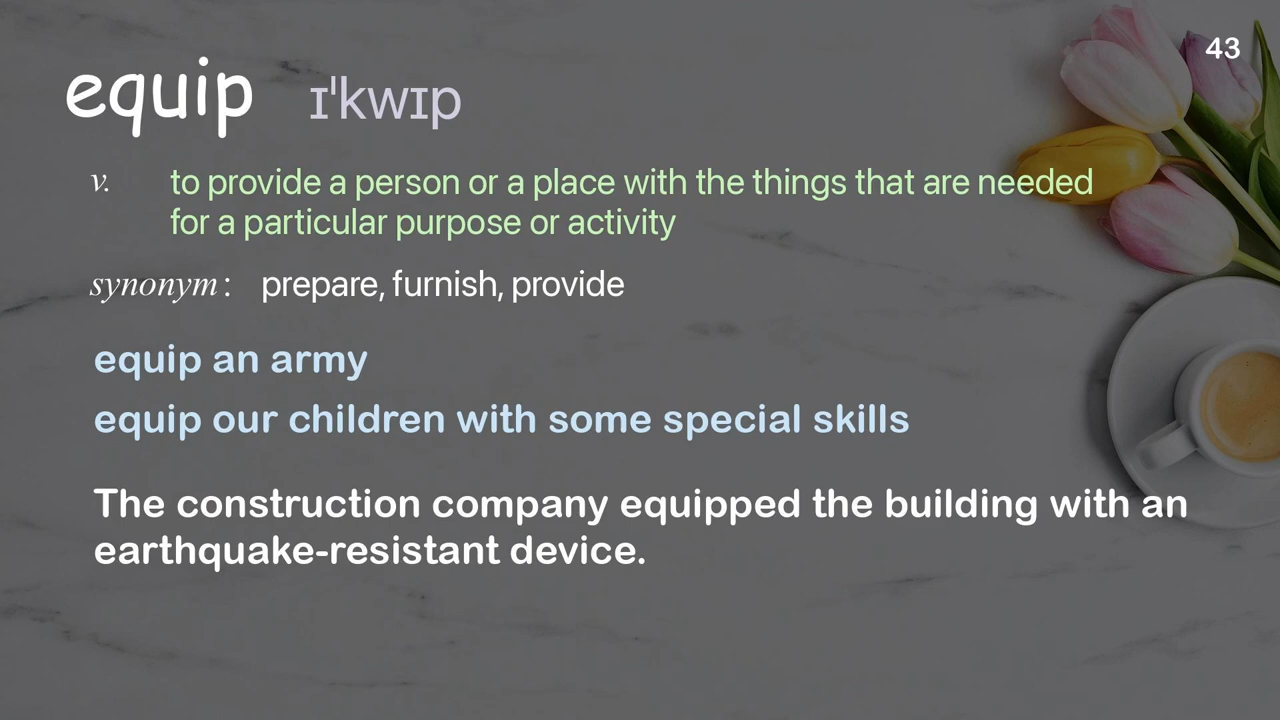 43
equip ɪˈkwɪp
v. to provide a person or a place with the things that are needed
for a particular purpose or activity
synonym : prepare, furnish, provide
equip an army
equip our children with some special skills
The construction company equipped the building with an
earthquake-resistant device.